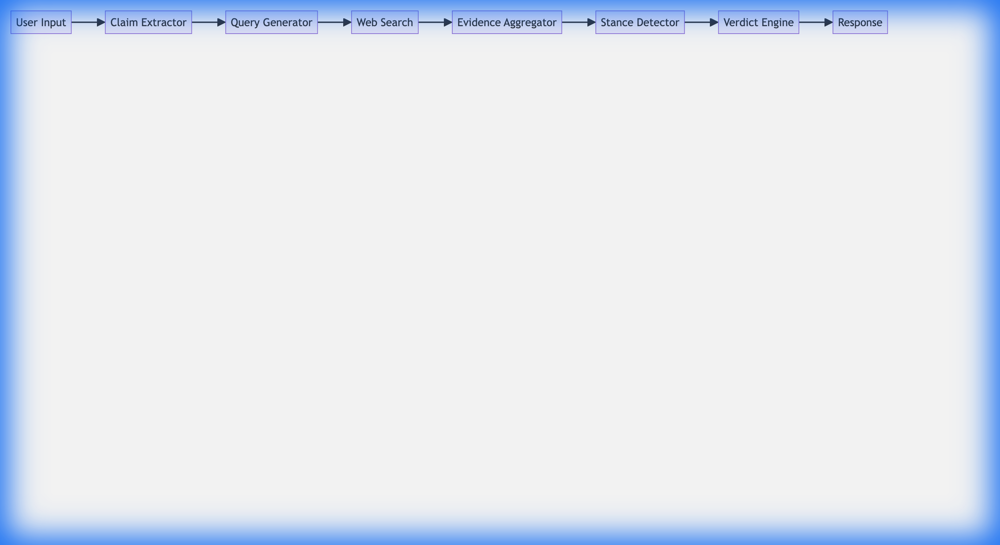 User Input
Claim Extractor
Query Generator
Web Search
Evidence Aggregator
Stance Detector
Verdict Engine
Response